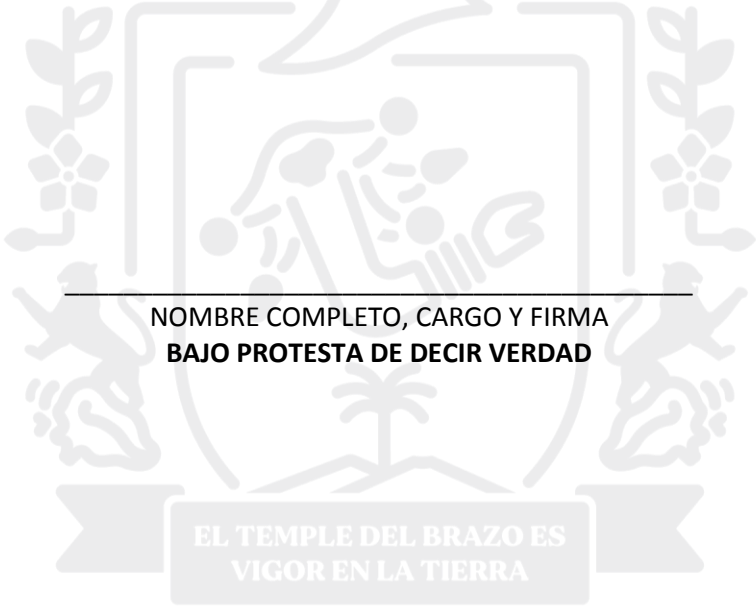 NOMBRE COMPLETO, CARGO Y FIRMA
BAJO PROTESTA DE DECIR VERDAD
EL TEMPLE DEL BRAZO ES
VIGOR EN LA TIERRA